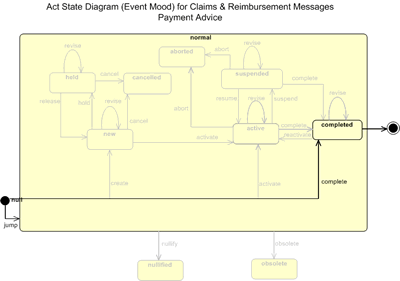 Act State Diagram (Event Mood) for Claims & Reimbursement Messages
Payment Advice
normal
revise
aborted
revise
abort
held
cancel
cancelled
suspended
complete
revise
release
hold
revise
abort
resume
revise
suspend
cancel
new
active
complete
reactivate
completed
activate
null
create
activate
complete
jump
nullify
obsolete
nullified
obsolete